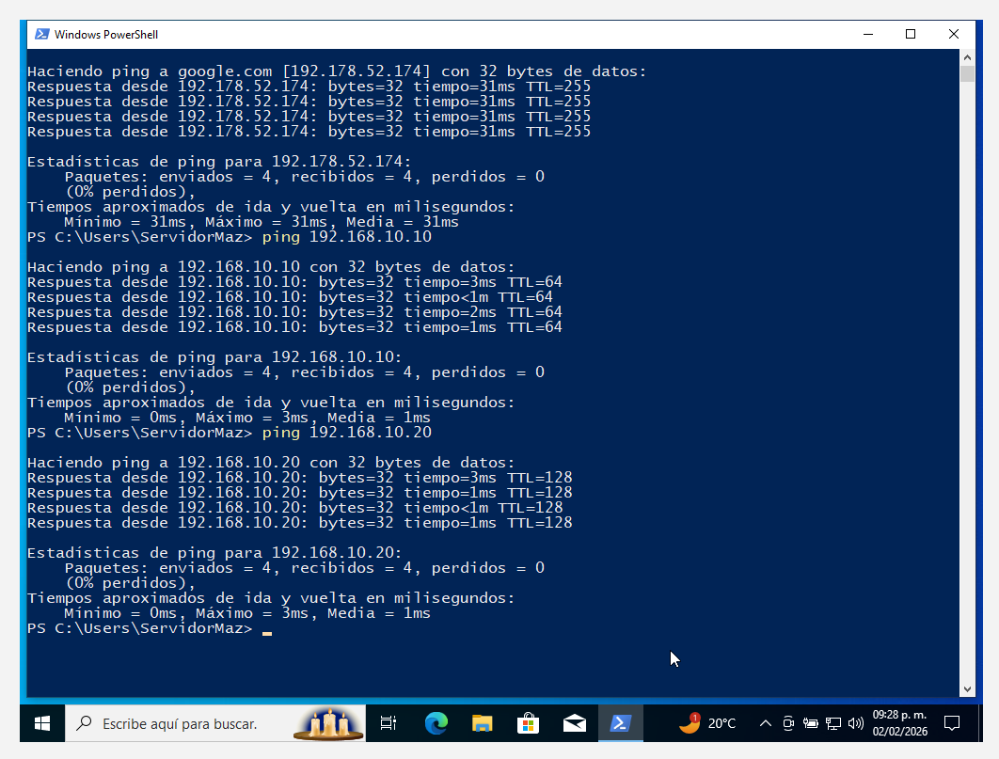 Windows PowerShell
Haciendo ping a google.com [192.178.52.174] con 32 bytes de datos:
Respuesta desde 192.178.52.174: bytes=32 tiempo=31ms TTL=255
Respuesta desde 192.178.52.174: bytes=32 tiempo=31ms TTL=255
Respuesta desde 192.178.52.174: bytes=32 tiempo=31ms TTL=255
Respuesta desde 192.178.52.174: bytes=32 tiempo=31ms TTL=255
Estadísticas de ping para 192.178.52.174:
Paquetes: enviados = 4, recibidos = 4, perdidos = 0
(0% perdidos),
Tiempos aproximados de ida y vuelta en milisegundos:
Mínimo = 31ms, Máximo = 31ms, Media = 31ms
PS C:\Users\ServidorMaz> ping 192.168.10.10
Haciendo ping a 192.168.10.10 con 32 bytes de datos:
Respuesta desde 192.168.10.10: bytes=32 tiempo=3ms TTL=64
Respuesta desde 192.168.10.10: bytes=32 tiempo<1m TTL=64
Respuesta desde 192.168.10.10: bytes=32 tiempo=2ms TTL=64
Respuesta desde 192.168.10.10: bytes=32 tiempo=1ms TTL=64
Estadísticas de ping para 192.168.10.10:
Paquetes: enviados = 4, recibidos = 4, perdidos = 0
(0% perdidos),
Tiempos aproximados de ida y vuelta en milisegundos:
Mínimo = 0ms, Máximo = 3ms, Media = 1ms
PS C:\Users\ServidorMaz> ping 192.168.10.20
Haciendo ping a 192.168.10.20 con 32 bytes de datos:
Respuesta desde 192.168.10.20: bytes=32 tiempo=3ms TTL=128
Respuesta desde 192.168.10.20: bytes=32 tiempo=1ms TTL=128
Respuesta desde 192.168.10.20: bytes=32 tiempo<1m TTL=128
Respuesta desde 192.168.10.20: bytes=32 tiempo=1ms TTL=128
Estadísticas de ping para 192.168.10.20:
Paquetes: enviados = 4, recibidos = 4, perdidos = 0
(0% perdidos),
Tiempos aproximados de ida y vuelta en milisegundos:
Mínimo = 0ms, Máximo = 3ms, Media = 1ms
PS C:\Users\ServidorMaz>
Escribe aquí para buscar.
1
20°C
09:28 p. m.
02/02/2026